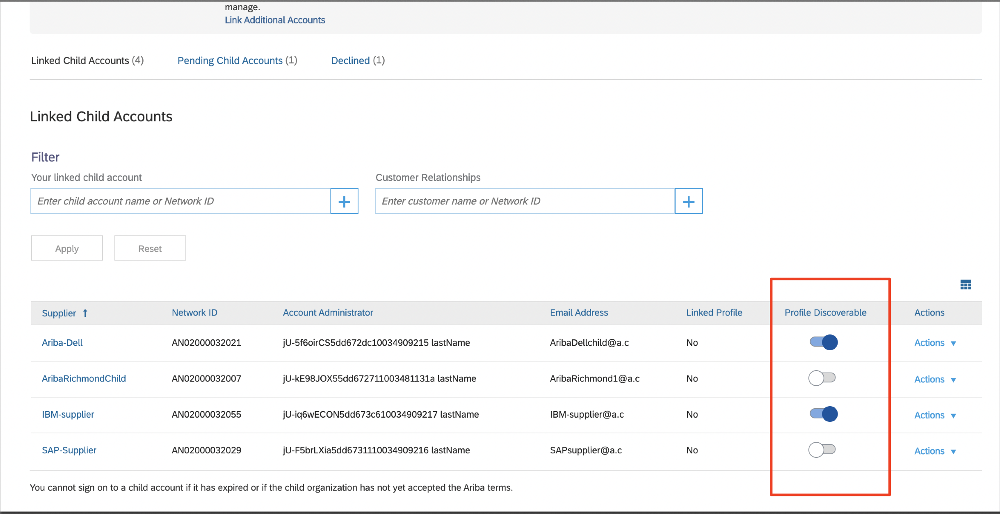 manage.
Link Additional Accounts
Linked Child Accounts (4) Pending Child Accounts (1) Declined (1)
Linked Child Accounts
Filter
Your linked child account Customer Relationships
Enter child account name or Network ID Enter customer name or Network ID
Apply Reset
Supplier ↑ Network ID Account Administrator Email Address Linked Profile Profile Discoverable Actions
Ariba-Dell AN02000032021 jU-5f6oirCS5dd672dc10034909215 lastName AribaDellchild@a.c No Actions ▼
AribaRichmondChild AN02000032007 jU-kE98JOX55dd672711003481131a lastName AribaRichmond1@a.c No Actions ▼
IBM-supplier AN02000032055 jU-iq6wECON5dd673c610034909217 lastName IBM-supplier@a.c No Actions ▼
SAP-Supplier AN02000032029 jU-F5brLXia5dd6731110034909216 lastName SAPsupplier@a.c No Actions ▼
You cannot sign on to a child account if it has expired or if the child organization has not yet accepted the Ariba terms.